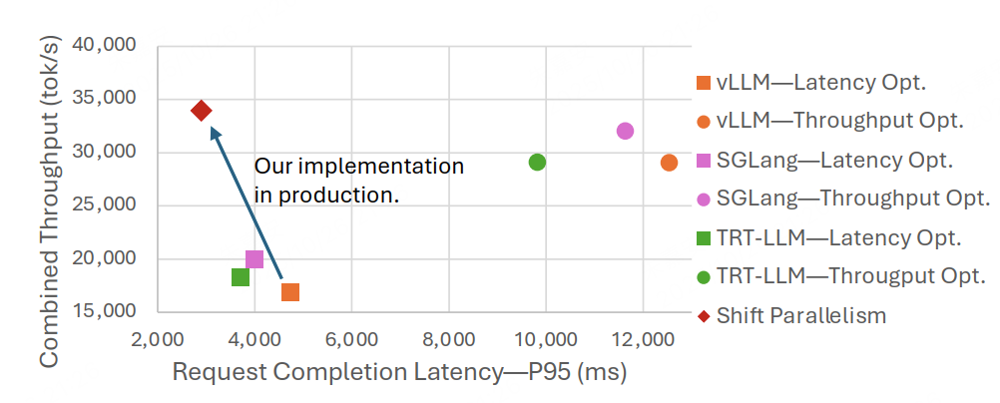 Combined Throughput (tok/s)
40,000
35,000
30,000
25,000
20,000
15,000
2,000
4,000
6,000
8,000
10,000
12,000
Request Completion Latency—P95 (ms)
Our implementation
in production.
vLLM—Latency Opt.
vLLM—Throughput Opt.
SGLang—Latency Opt.
SGLang—Throughput Opt.
TRT-LLM—Latency Opt.
TRT-LLM—Througput Opt.
Shift Parallelism